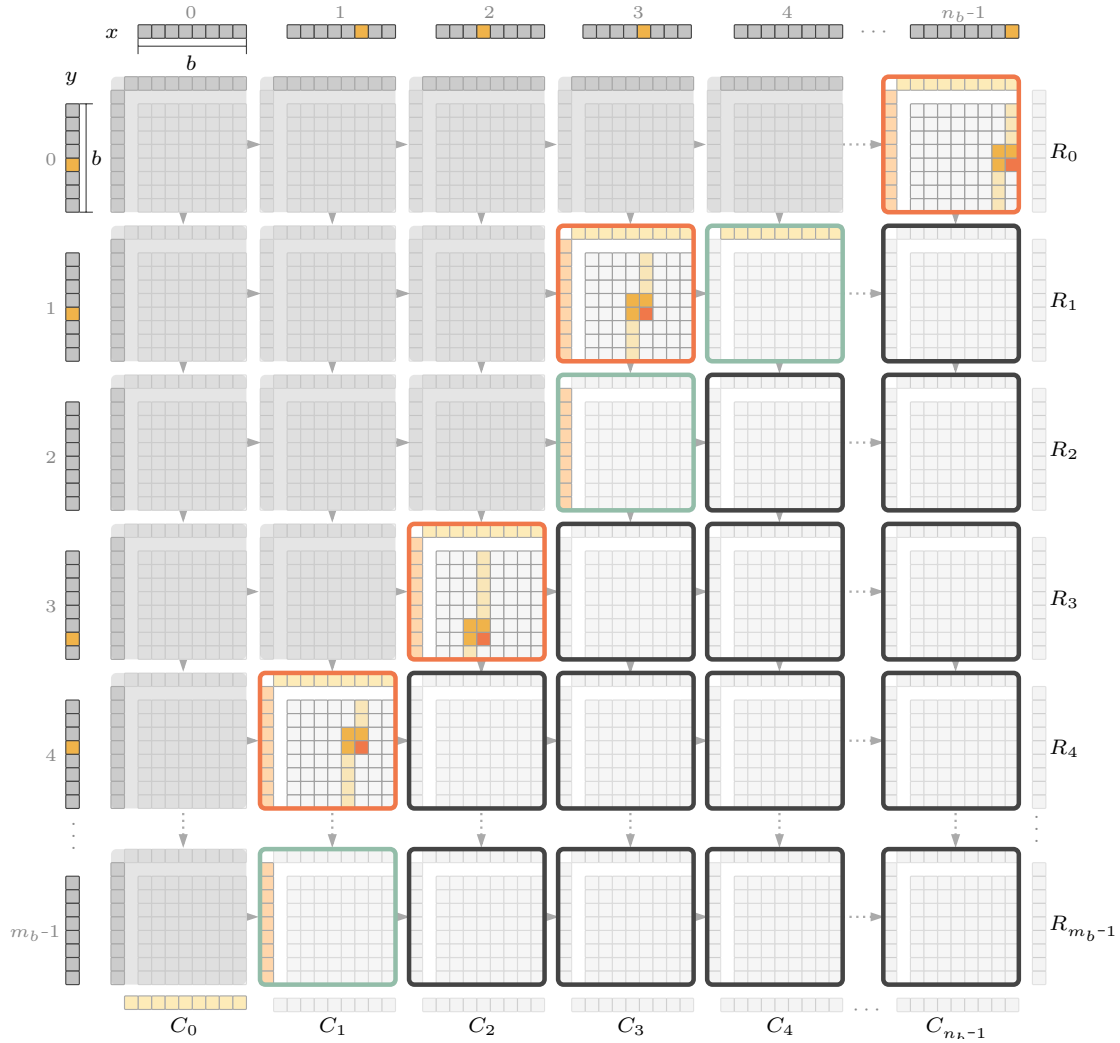 0 1 2 3 4 n_b-1
x ...
b
y
0 b R_0
1 R_1
2 R_2
3 R_3
4 R_4
m_b-1 R_{m_b-1}
C_0 C_1 C_2 C_3 C_4 ... C_{n_b-1}